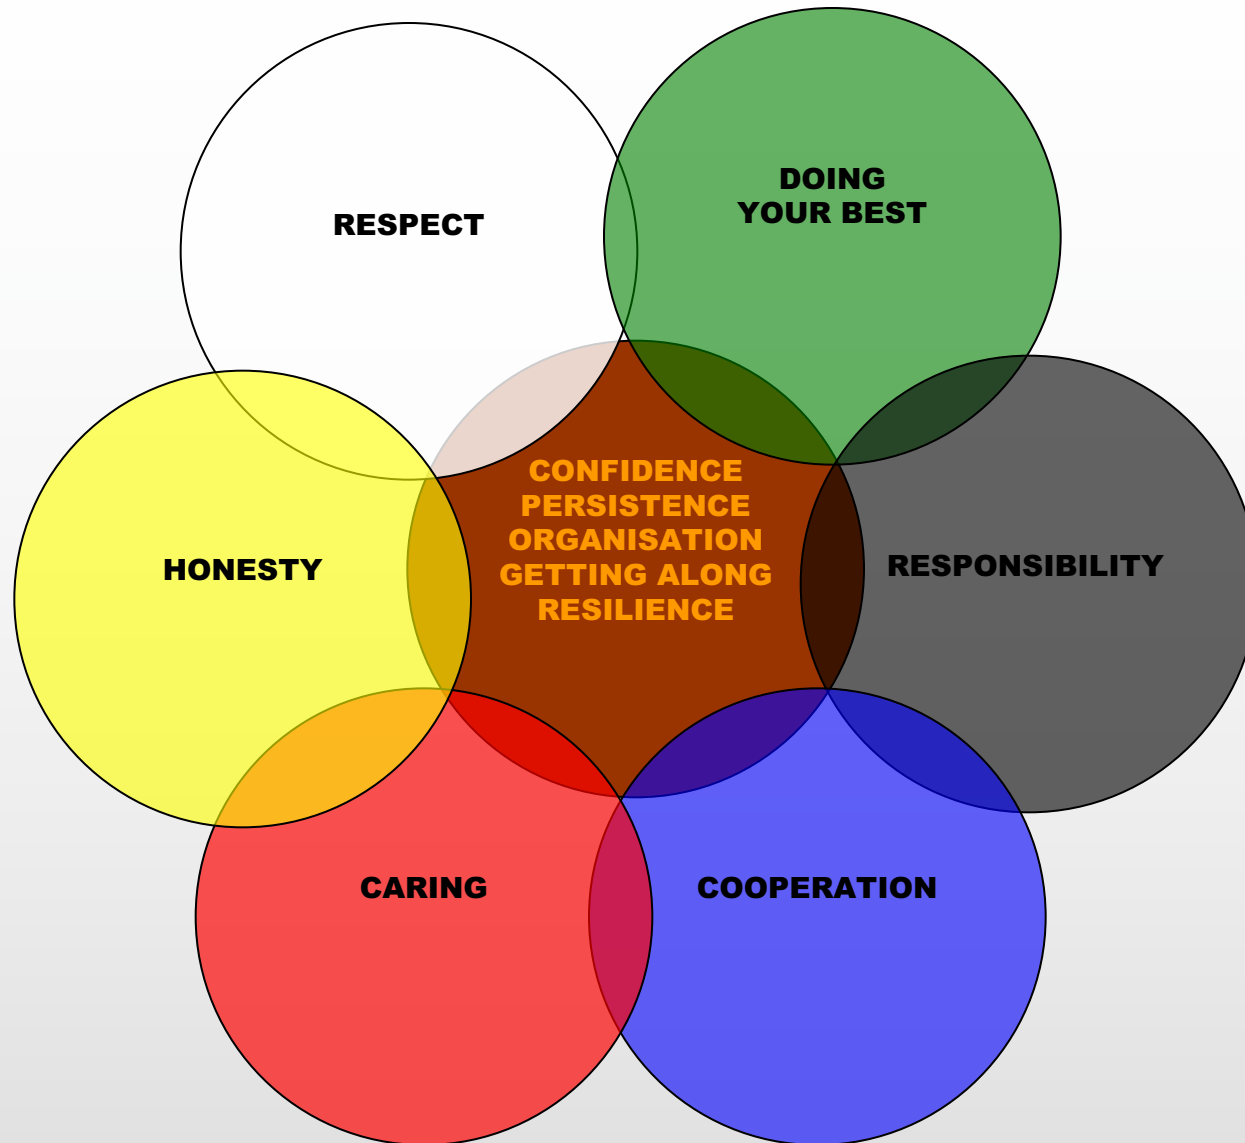 RESPECT
DOING
YOUR BEST
CONFIDENCE
PERSISTENCE
ORGANISATION
GETTING ALONG
RESILIENCE
HONESTY
RESPONSIBILITY
CARING
COOPERATION